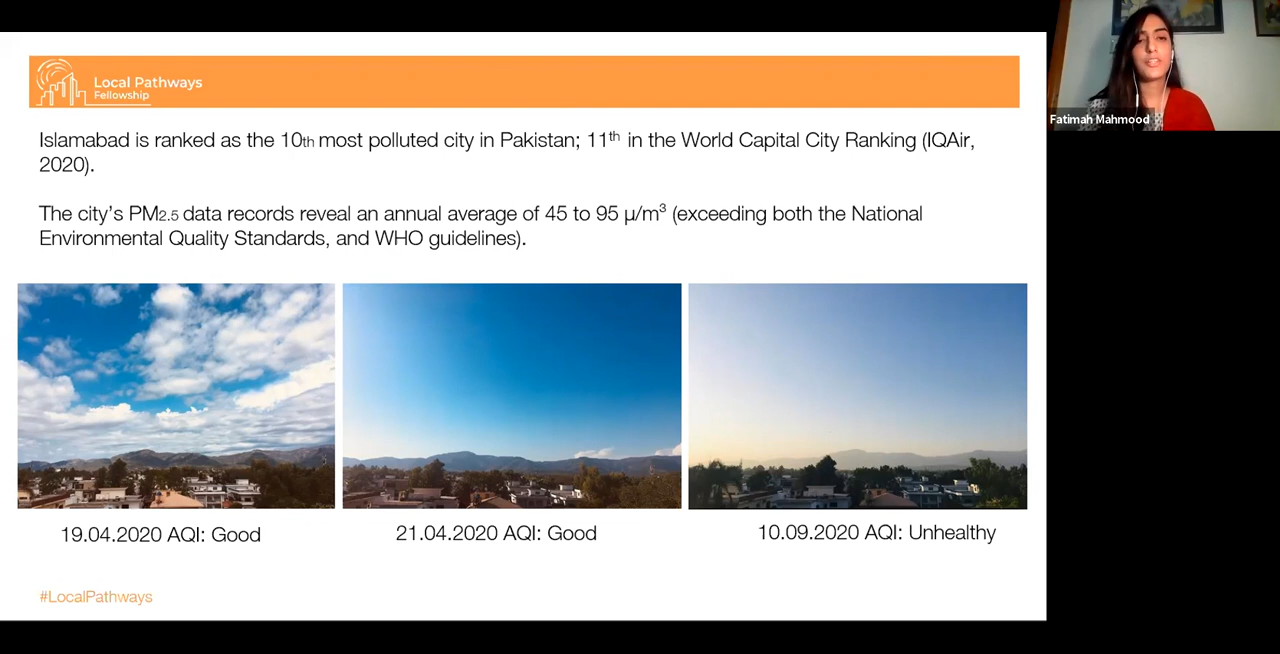 Local Pathways
Fellowship
Islamabad is ranked as the 10th most polluted city in Pakistan; 11th in the World Capital City Ranking (IQAir,
2020).
The city's PM2.5 data records reveal an annual average of 45 to 95 µ/m³ (exceeding both the National
Environmental Quality Standards, and WHO guidelines).
19.04.2020 AQI: Good
21.04.2020 AQI: Good
10.09.2020 AQI: Unhealthy
#LocalPathways
Fatimah Mahmood